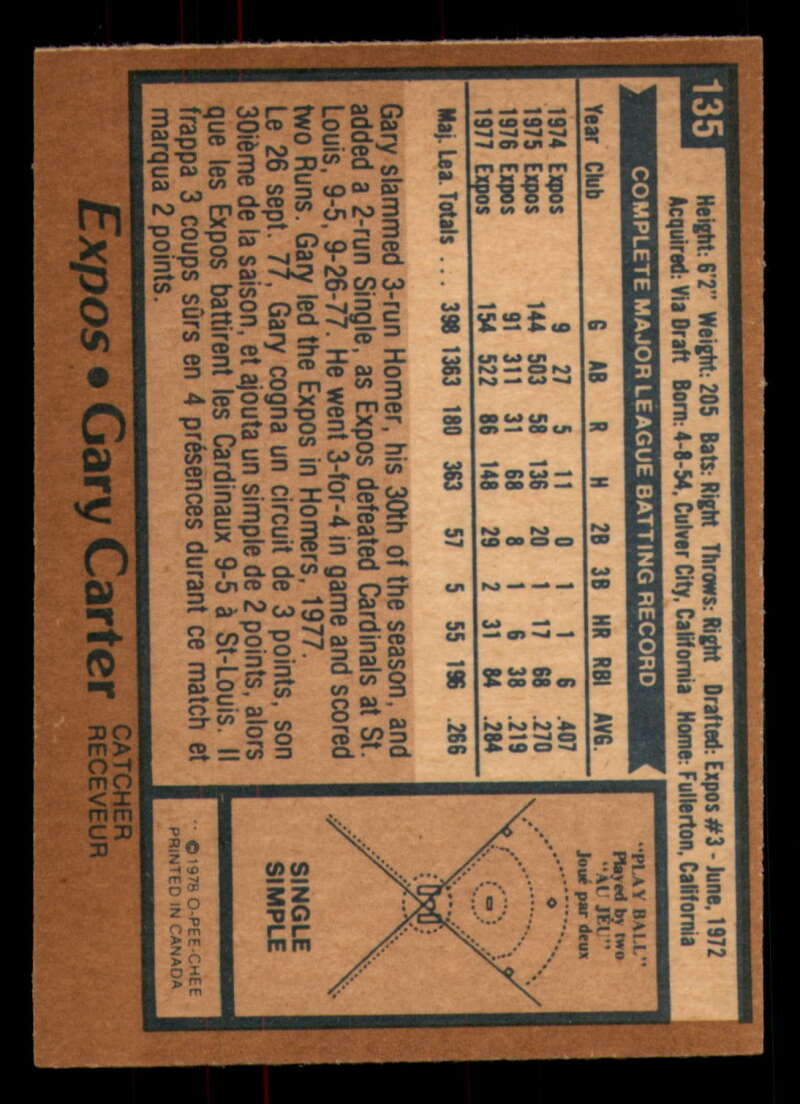 135
Height: 6'2" Weight: 205 Bats: Right Throws: Right Drafted: Expos #3 - June, 1972
Acquired: Via Draft Born: 4-8-54, Culver City, California Home: Fullerton, California
COMPLETE MAJOR LEAGUE BATTING RECORD
Year Club G AB R H 2B 3B HR RBI AVG.
1974 Expos 9 27 5 11 0 1 1 6 .407
1975 Expos 144 503 58 136 20 1 17 68 .270
1976 Expos 91 311 31 68 8 1 6 38 .219
1977 Expos 154 522 86 148 29 2 31 84 .284
Maj. Lea. Totals ... 398 1363 180 363 57 5 55 196 .266
Gary slammed 3-run Homer, his 30th of the season, and
added a 2-run Single, as Expos defeated Cardinals at St.
Louis, 9-5, 9-26-77. He went 3-for-4 in game and scored
two Runs. Gary led the Expos in Homers, 1977.
Le 26 sept. 77, Gary cogna un circuit de 3 points, son
30ième de la saison, et ajouta un simple de 2 points, alors
que les Expos battirent les Cardinaux 9-5 à St-Louis. Il
frappa 3 coups sûrs en 4 présences durant ce match et
marqua 2 points.
"PLAY BALL"
Played by two
"AU JEU"
Joué par deux
SINGLE
SIMPLE
©1978 O-PEE-CHEE
PRINTED IN CANADA
Expos • Gary Carter
CATCHER
RECEVEUR